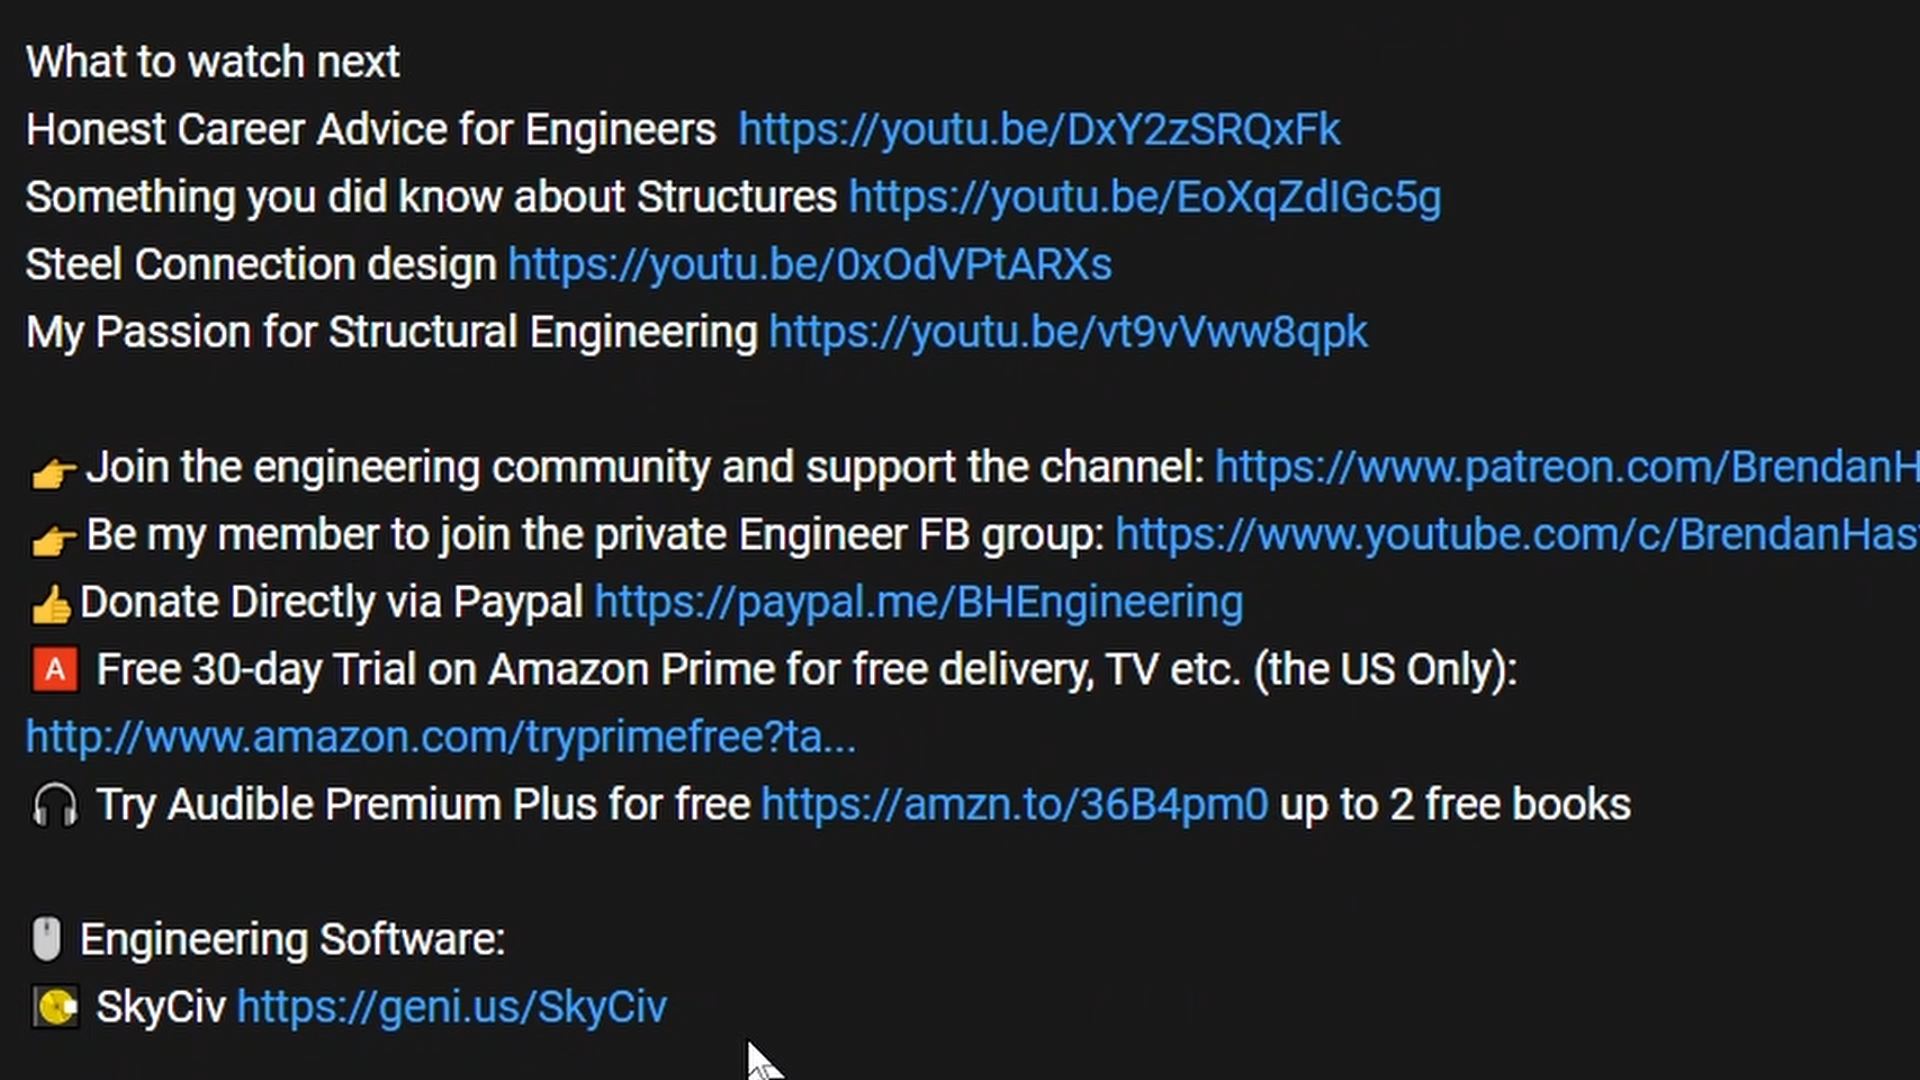 What to watch next
Honest Career Advice for Engineers https://youtu.be/DxY2zSRQxFk
Something you did know about Structures https://youtu.be/EoXqZdIGc5g
Steel Connection design https://youtu.be/0xOdVPtARXs
My Passion for Structural Engineering https://youtu.be/vt9vVww8qpk
👉Join the engineering community and support the channel: https://www.patreon.com/BrendanH
👉Be my member to join the private Engineer FB group: https://www.youtube.com/c/BrendanHas
👍Donate Directly via Paypal https://paypal.me/BHEngineering
🅰 Free 30-day Trial on Amazon Prime for free delivery, TV etc. (the US Only):
http://www.amazon.com/tryprimefree?ta...
🎧 Try Audible Premium Plus for free https://amzn.to/36B4pm0 up to 2 free books
🖱 Engineering Software:
💽 SkyCiv https://geni.us/SkyCiv